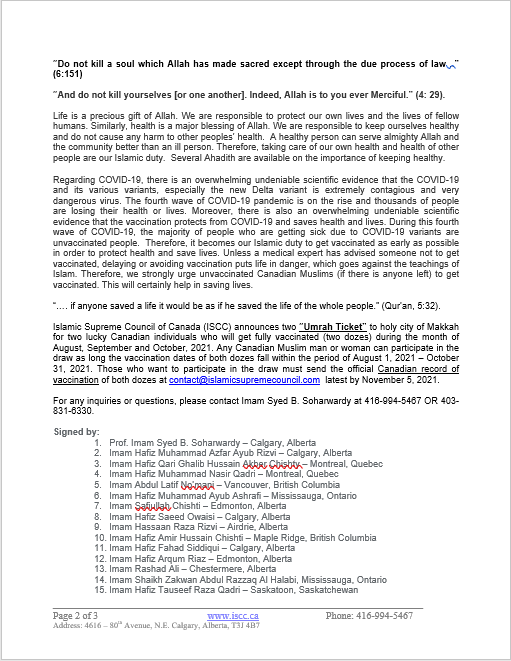 "Do not kill a soul which Allah has made sacred except through the due process of law…"
(6:151)
"And do not kill yourselves [or one another]. Indeed, Allah is to you ever Merciful." (4: 29).
Life is a precious gift of Allah. We are responsible to protect our own lives and the lives of fellow
humans. Similarly, health is a major blessing of Allah. We are responsible to keep ourselves healthy
and do not cause any harm to other peoples' health. A healthy person can serve almighty Allah and
the community better than an ill person. Therefore, taking care of our own health and health of other
people are our Islamic duty. Several Ahadith are available on the importance of keeping healthy.
Regarding COVID-19, there is an overwhelming undeniable scientific evidence that the COVID-19
and its various variants, especially the new Delta variant is extremely contagious and very
dangerous virus. The fourth wave of COVID-19 pandemic is on the rise and thousands of people
are losing their health or lives. Moreover, there is also an overwhelming undeniable scientific
evidence that the vaccination protects from COVID-19 and saves health and lives. During this fourth
wave of COVID-19, the majority of people who are getting sick due to COVID-19 variants are
unvaccinated people. Therefore, it becomes our Islamic duty to get vaccinated as early as possible
in order to protect health and save lives. Unless a medical expert has advised someone not to get
vaccinated, delaying or avoiding vaccination puts life in danger, which goes against the teachings of
Islam. Therefore, we strongly urge unvaccinated Canadian Muslims (if there is anyone left) to get
vaccinated. This will certainly help in saving lives.
"…. if anyone saved a life it would be as if he saved the life of the whole people." (Qur'an, 5:32).
Islamic Supreme Council of Canada (ISCC) announces two "Umrah Ticket" to holy city of Makkah
for two lucky Canadian individuals who will get fully vaccinated (two dozes) during the month of
August, September and October, 2021. Any Canadian Muslim man or woman can participate in the
draw as long the vaccination dates of both dozes fall within the period of August 1, 2021 – October
31, 2021. Those who want to participate in the draw must send the official Canadian record of
vaccination of both dozes at contact@islamicsupremecouncil.com latest by November 5, 2021.
For any inquiries or questions, please contact Imam Syed B. Soharwardy at 416-994-5467 OR 403-
831-6330.
Signed by:
1. Prof. Imam Syed B. Soharwardy – Calgary, Alberta
2. Imam Hafiz Muhammad Azfar Ayub Rizvi – Calgary, Alberta
3. Imam Hafiz Qari Ghalib Hussain Akber Chishty – Montreal, Quebec
4. Imam Hafiz Muhammad Nasir Qadri – Montreal, Quebec
5. Imam Abdul Latif No'mani – Vancouver, British Columbia
6. Imam Hafiz Muhammad Ayub Ashrafi – Mississauga, Ontario
7. Imam Safiullah Chishti – Edmonton, Alberta
8. Imam Hafiz Saeed Owaisi – Calgary, Alberta
9. Imam Hassaan Raza Rizvi – Airdrie, Alberta
10. Imam Hafiz Amir Hussain Chishti – Maple Ridge, British Columbia
11. Imam Hafiz Fahad Siddiqui – Calgary, Alberta
12. Imam Hafiz Arqum Riaz – Edmonton, Alberta
13. Imam Rashad Ali – Chestermere, Alberta
14. Imam Shaikh Zakwan Abdul Razzaq Al Halabi, Mississauga, Ontario
15. Imam Hafiz Tauseef Raza Qadri – Saskatoon, Saskatchewan
Page 2 of 3 www.iscc.ca Phone: 416-994-5467
Address: 4616 – 80th Avenue, N.E. Calgary, Alberta, T3J 4B7